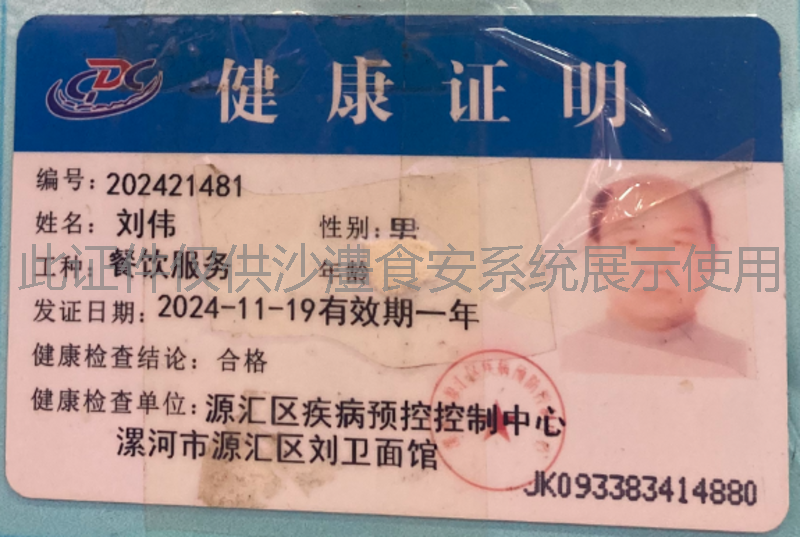 CDC 健康证明
编号: 202421481
姓名: 刘伟 性别: 男
此证件仅供沙澧食安系统展示使用
工种: 餐饮服务 年龄
发证日期: 2024-11-19有效期一年
健康检查结论: 合格
健康检查单位: 源汇区疾病预控控制中心
漯河市源汇区刘卫面馆
JK093383414880